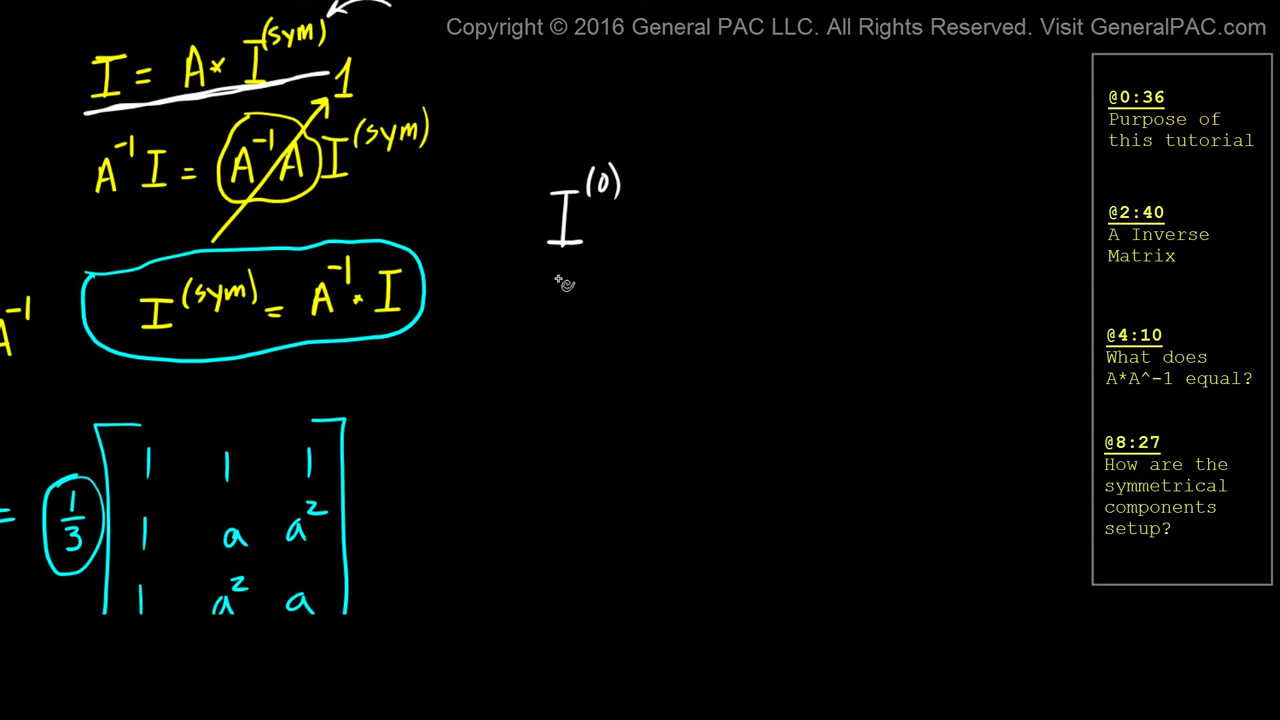 Copyright © 2016 General PAC LLC. All Rights Reserved. Visit GeneralPAC.com
I = A * I^(sym)
1
A^-1 I = A^-1 A I^(sym)
I^(sym) = A^-1 * I
A^-1
= 1/3
1 1 1
1 a a^2
1 a^2 a
I^(0)
@0:36
Purpose of
this tutorial
@2:40
A Inverse
Matrix
@4:10
What does
A*A^-1 equal?
@8:27
How are the
symmetrical
components
setup?